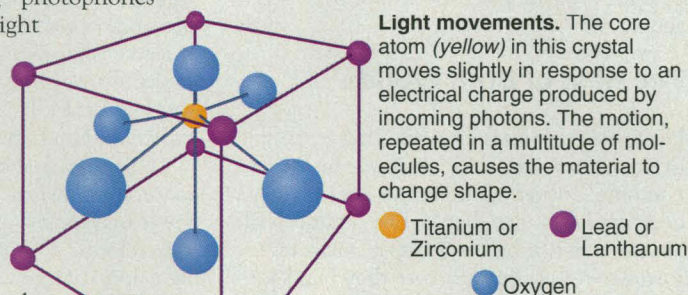 photophones
ight
Light movements. The core
atom (yellow) in this crystal
moves slightly in response to an
electrical charge produced by
incoming photons. The motion,
repeated in a multitude of mol-
ecules, causes the material to
change shape.
Titanium or
Zirconium
Lead or
Lanthanum
Oxygen